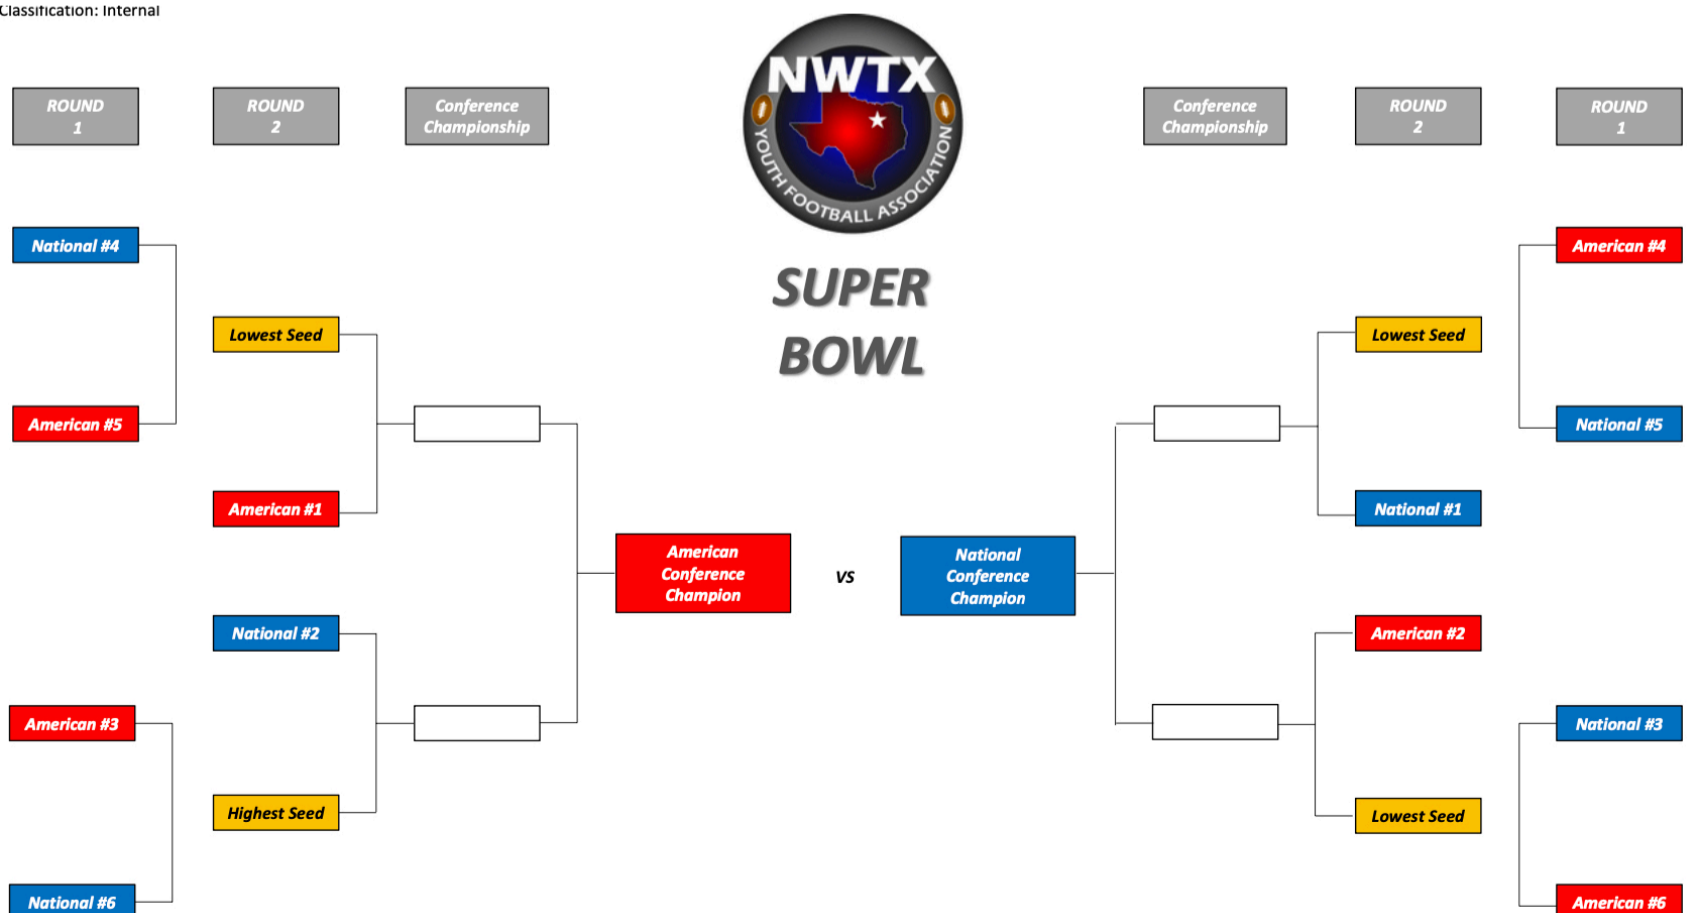 Classification: Internal
NWTX
YOUTH FOOTBALL ASSOCIATION
SUPER
BOWL
ROUND
1
ROUND
2
Conference
Championship
Conference
Championship
ROUND
2
ROUND
1
National #4
American #5
Lowest Seed
American #1
National #2
Highest Seed
American #3
National #6
American
Conference
Champion
VS
National
Conference
Champion
Lowest Seed
National #1
American #2
Lowest Seed
American #4
National #5
National #3
American #6